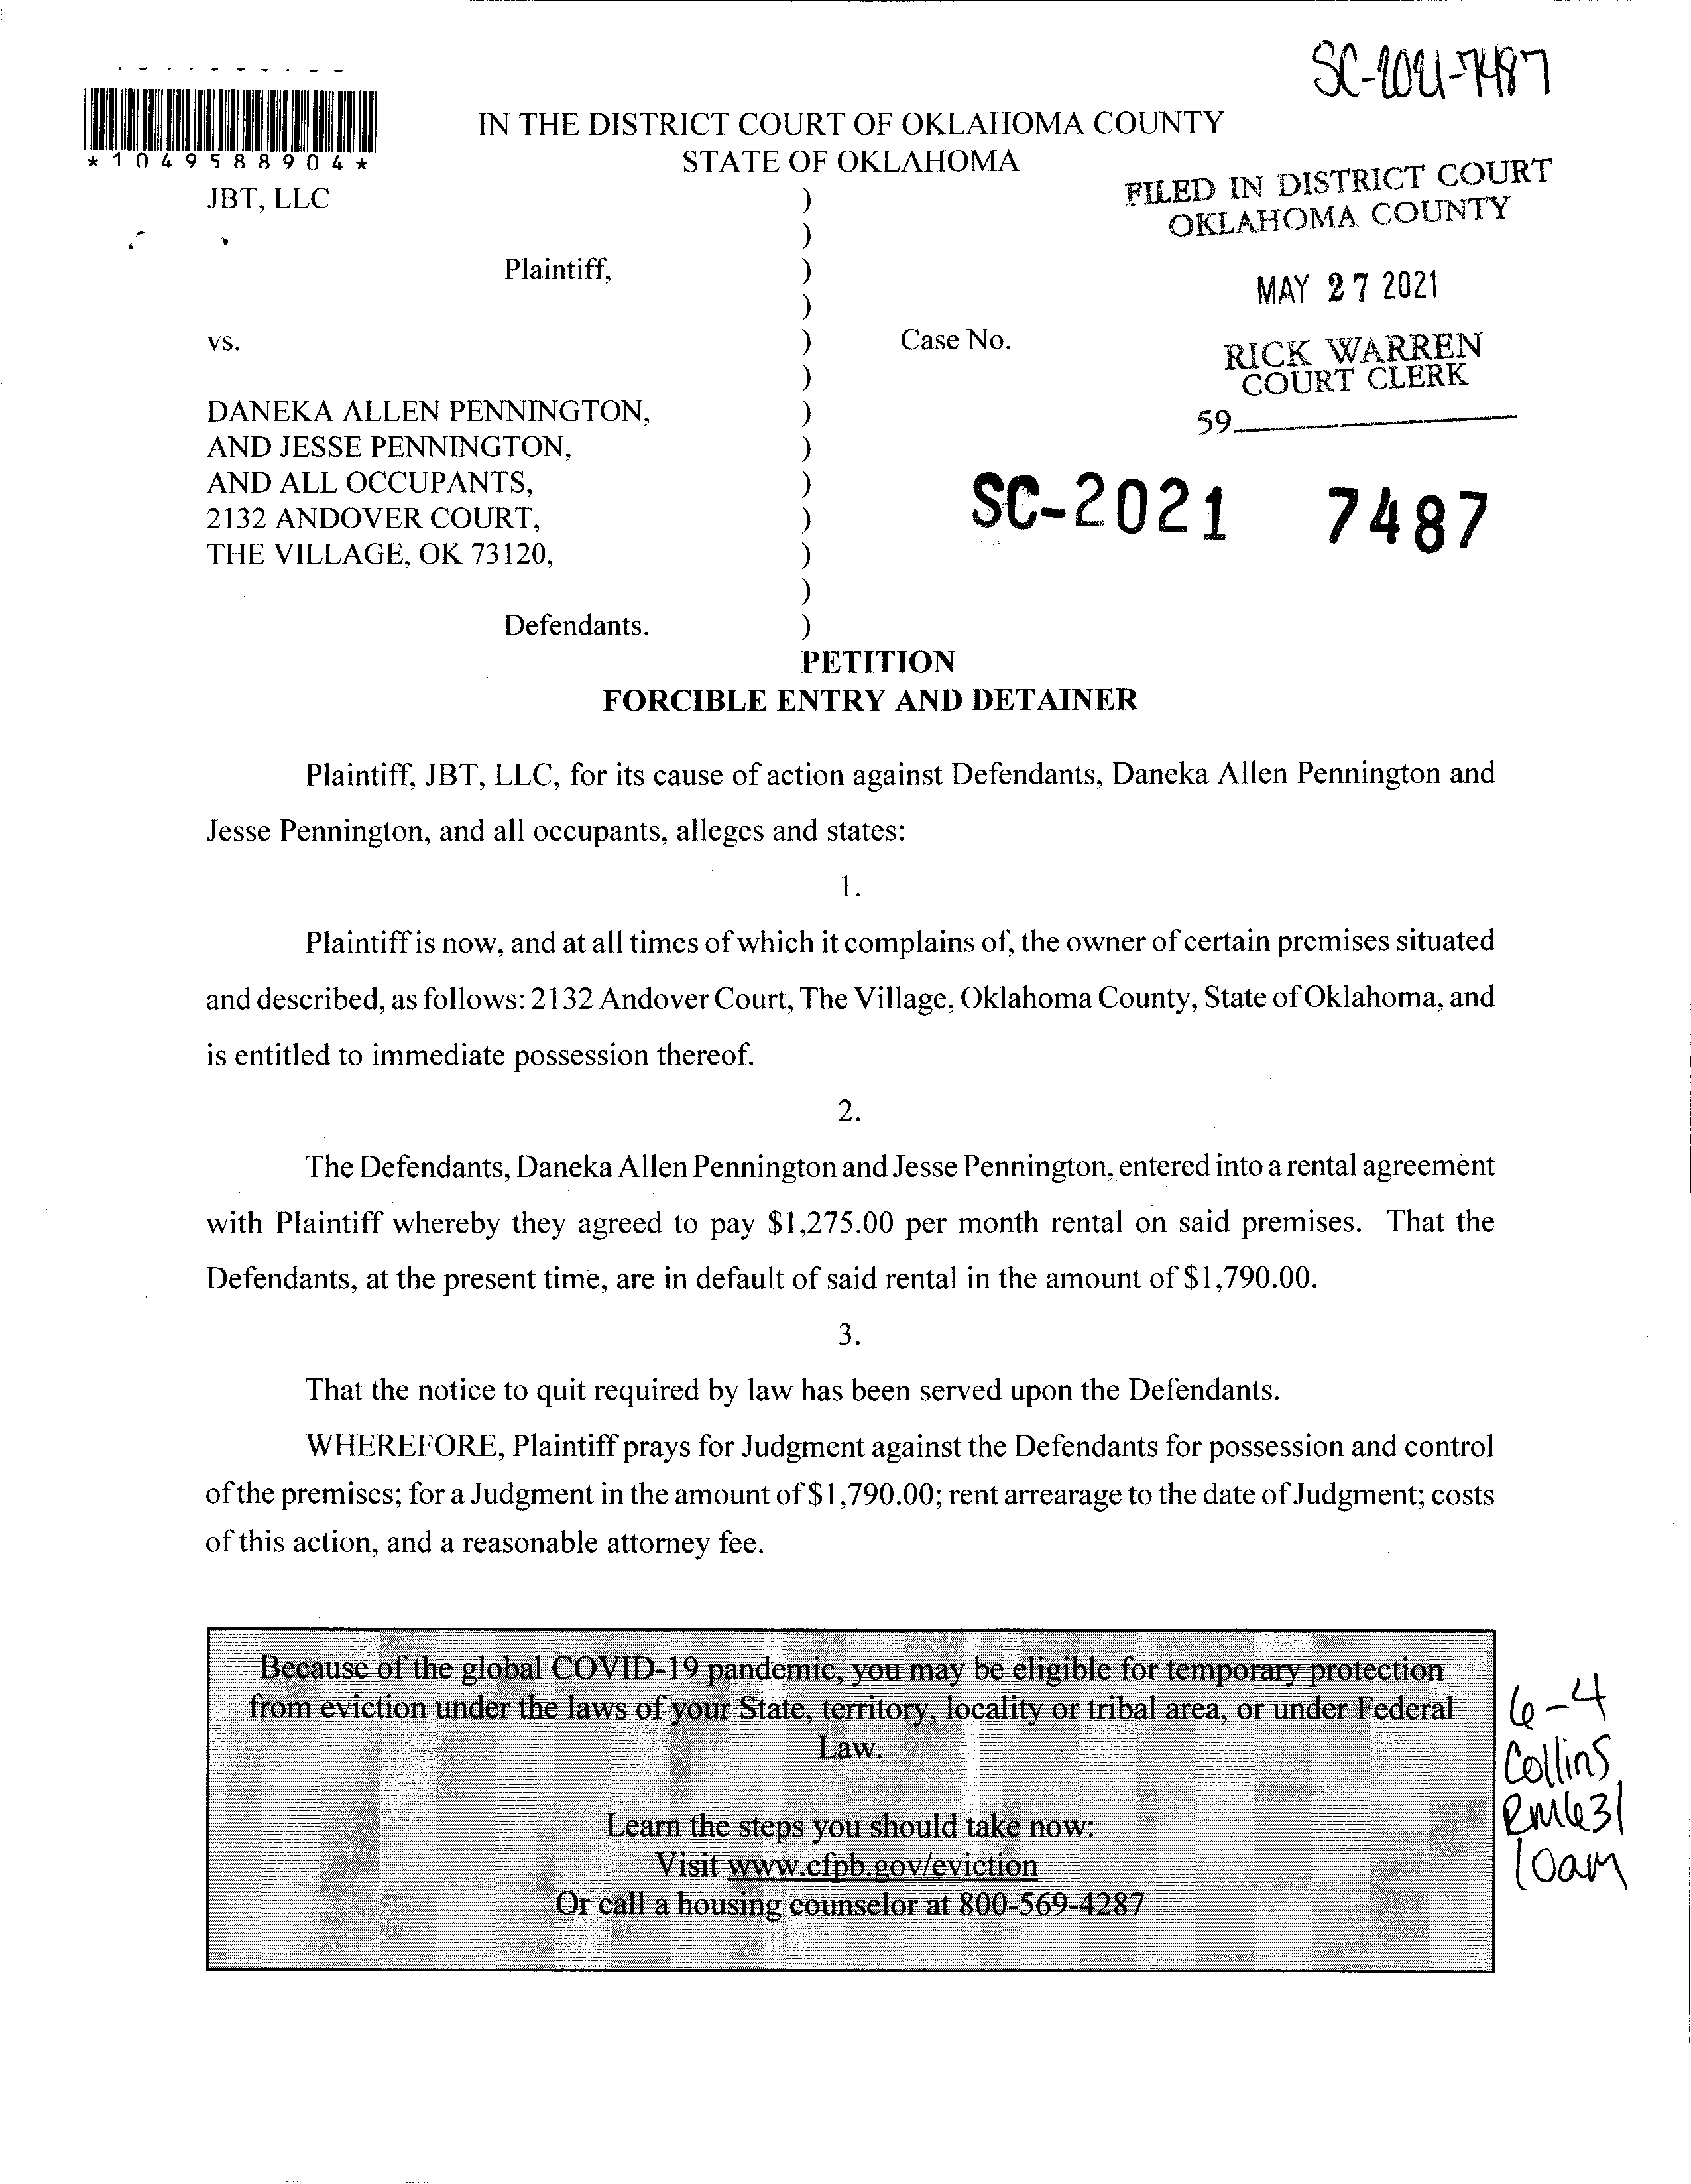 SC-2021-7487
*1049588904*
IN THE DISTRICT COURT OF OKLAHOMA COUNTY
STATE OF OKLAHOMA
FILED IN DISTRICT COURT
OKLAHOMA COUNTY
MAY 27 2021
RICK WARREN
COURT CLERK
59
JBT, LLC )
)
Plaintiff, )
)
vs. ) Case No.
)
DANEKA ALLEN PENNINGTON, )
AND JESSE PENNINGTON, )
AND ALL OCCUPANTS, ) SC-2021 7487
2132 ANDOVER COURT, )
THE VILLAGE, OK 73120, )
)
Defendants. )
PETITION
FORCIBLE ENTRY AND DETAINER
Plaintiff, JBT, LLC, for its cause of action against Defendants, Daneka Allen Pennington and
Jesse Pennington, and all occupants, alleges and states:
1.
Plaintiff is now, and at all times of which it complains of, the owner of certain premises situated
and described, as follows: 2132 Andover Court, The Village, Oklahoma County, State of Oklahoma, and
is entitled to immediate possession thereof.
2.
The Defendants, Daneka Allen Pennington and Jesse Pennington, entered into a rental agreement
with Plaintiff whereby they agreed to pay $1,275.00 per month rental on said premises. That the
Defendants, at the present time, are in default of said rental in the amount of $1,790.00.
3.
That the notice to quit required by law has been served upon the Defendants.
WHEREFORE, Plaintiff prays for Judgment against the Defendants for possession and control
of the premises; for a Judgment in the amount of $1,790.00; rent arrearage to the date of Judgment; costs
of this action, and a reasonable attorney fee.
Because of the global COVID-19 pandemic, you may be eligible for temporary protection
from eviction under the laws of your State, territory, locality or tribal area, or under Federal
Law.
Learn the steps you should take now:
Visit www.cfpb.gov/eviction
Or call a housing counselor at 800-569-4287
6-4
Collins
Rm631
10am